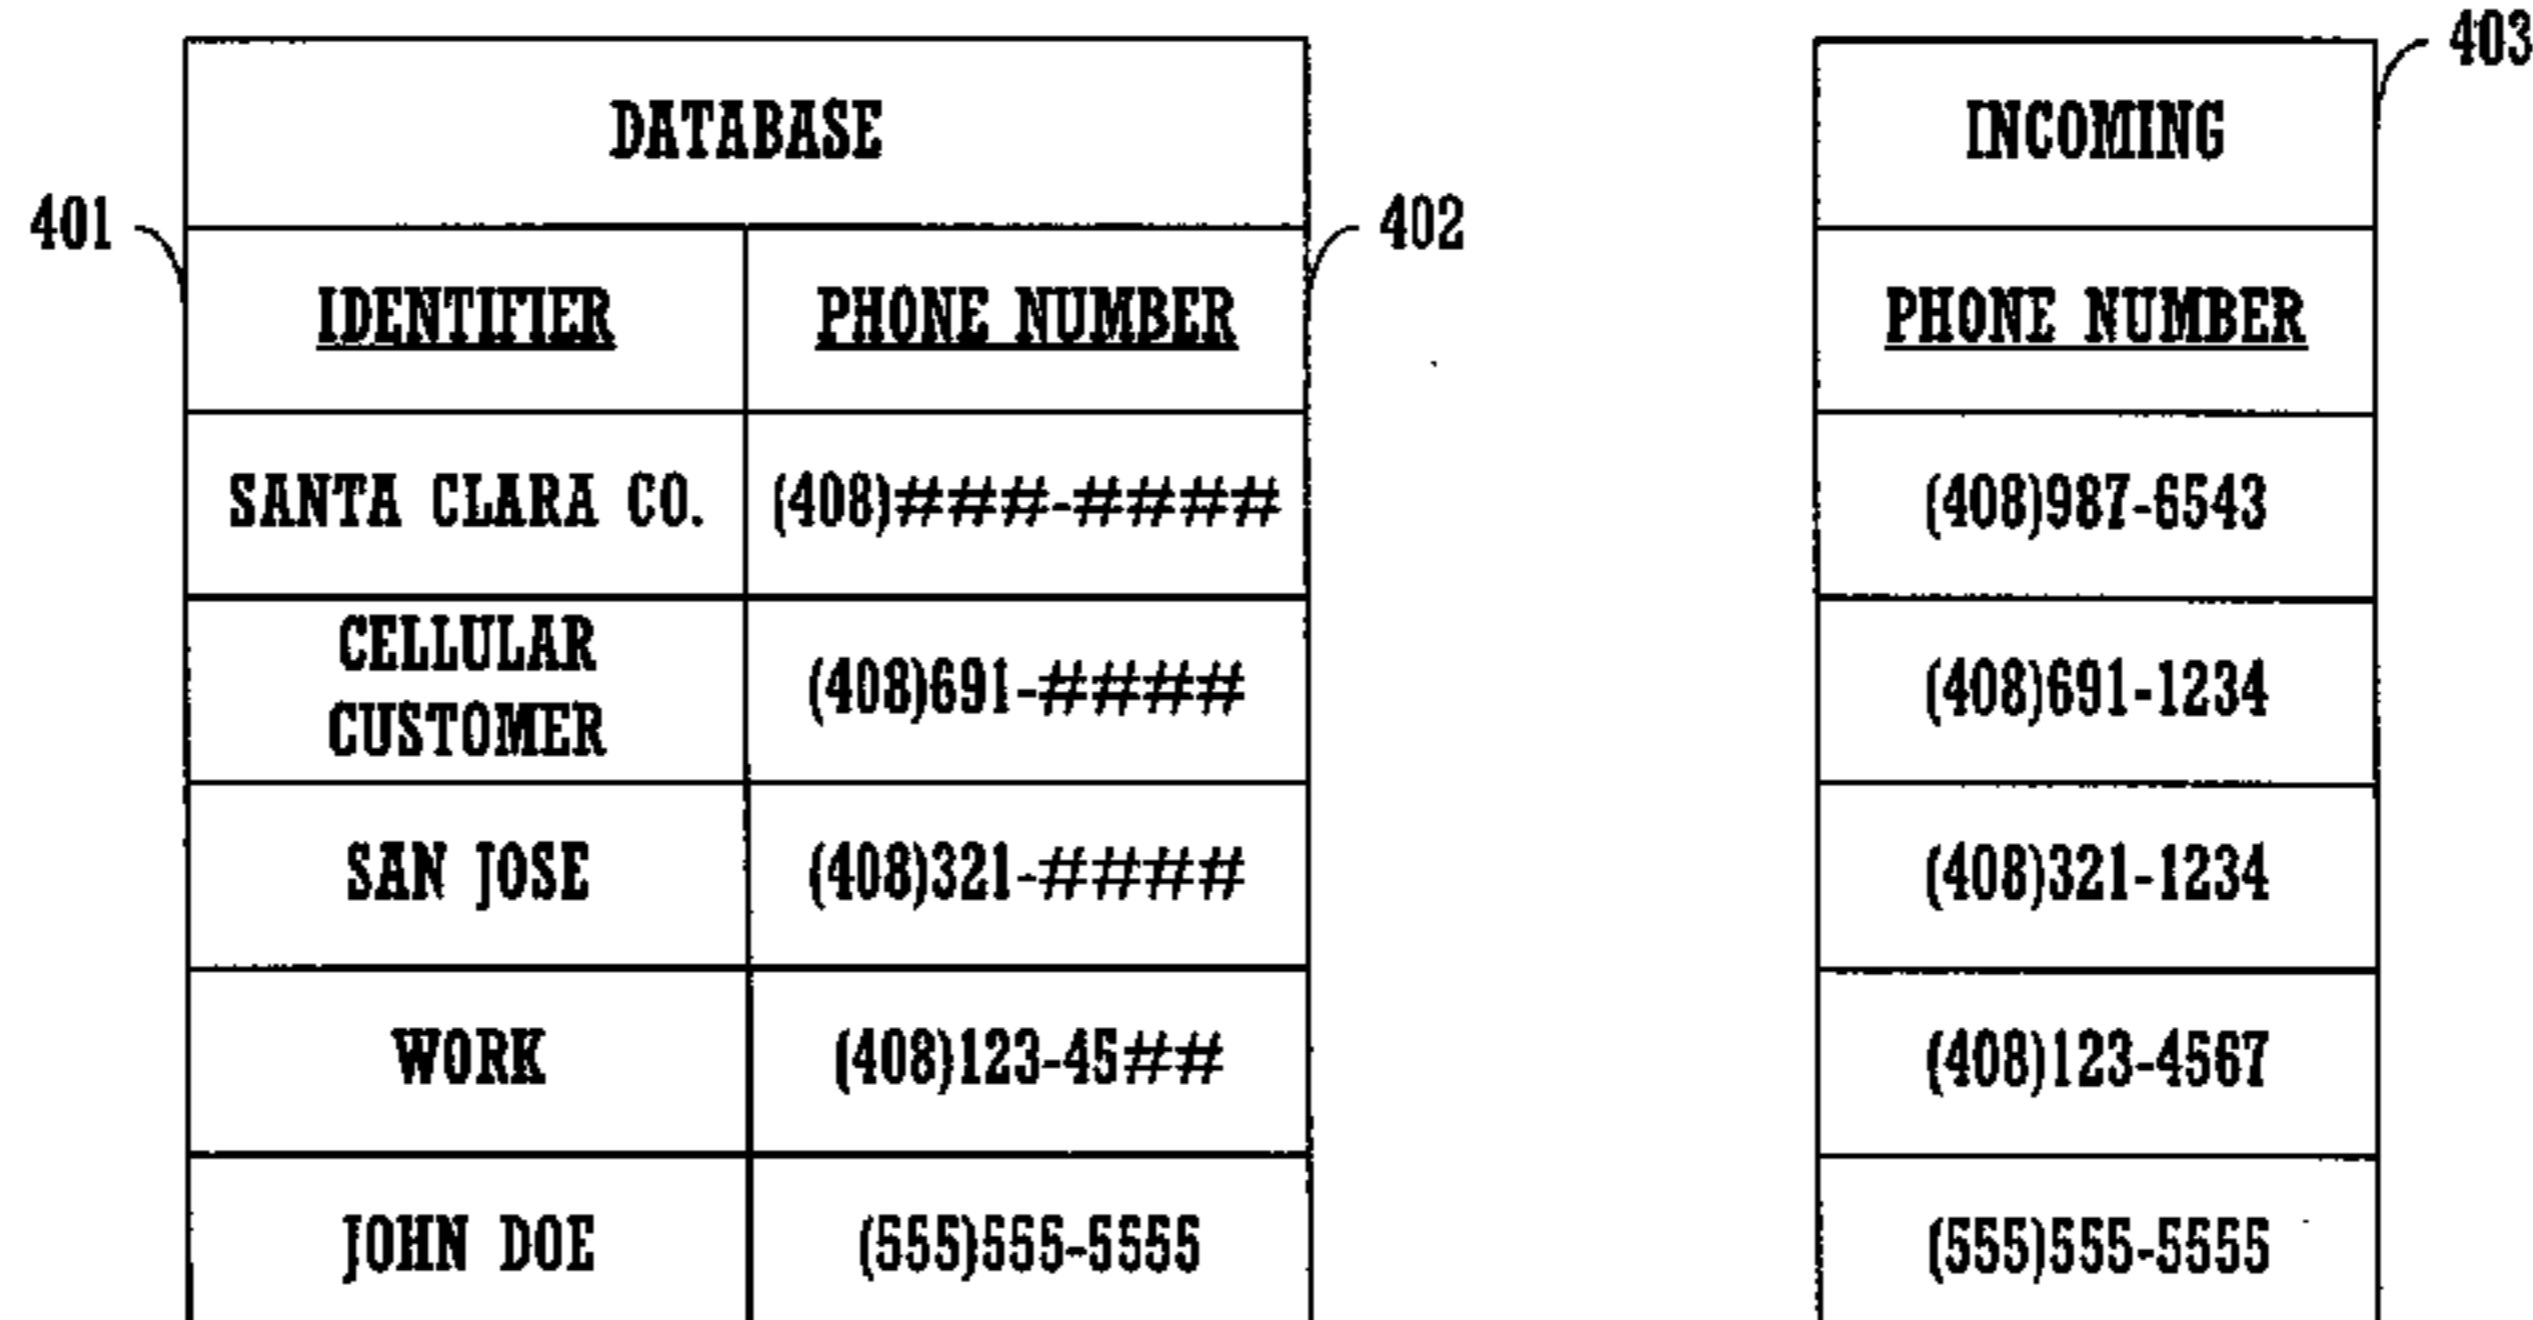 DATABASE
INCOMING
403
401
IDENTIFIER PHONE NUMBER
402
PHONE NUMBER
SANTA CLARA CO. (408)###-####
(408)987-6543
CELLULAR
CUSTOMER
(408)691-####
(408)691-1234
SAN JOSE (408)321-####
(408)321-1234
WORK (408)123-45##
(408)123-4567
JOHN DOE (555)555-5555
(555)555-5555